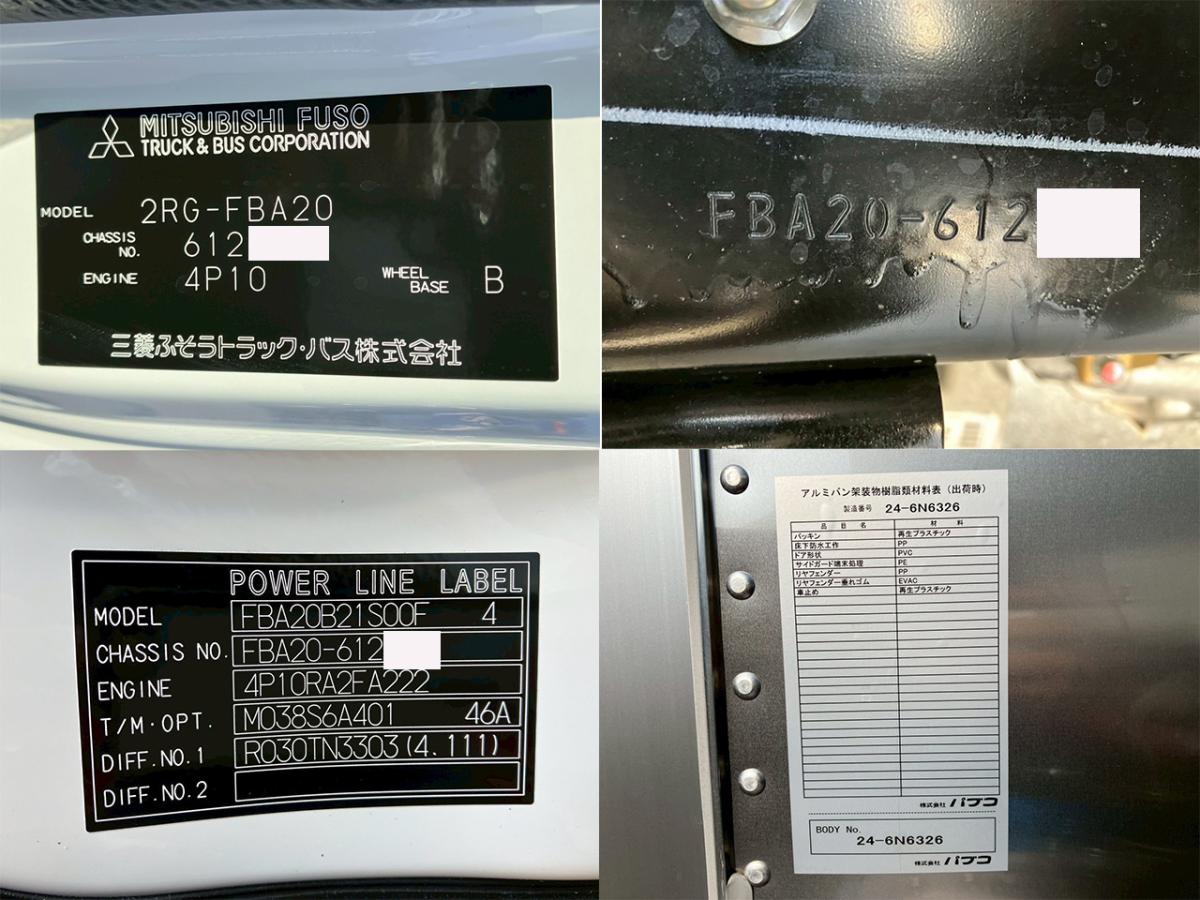 MITSUBISHI FUSO
TRUCK & BUS CORPORATION
MODEL 2RG-FBA20
CHASSIS NO. 612
ENGINE 4P10 WHEEL BASE B
三菱ふそうトラック・バス株式会社
FBA20-612
POWER LINE LABEL
MODEL FBA20B21S00F 4
CHASSIS NO. FBA20-612
ENGINE 4P10RA2FA222
T/M・OPT. M038S6A401 46A
DIFF.NO.1 R030TN3303(4.111)
DIFF.NO.2
アルミバン架装物樹脂類材料表（出荷時）
製造番号 24-6N6326
品目名 材料
パッキン 再生プラスチック
床下防水工作 PP
ドア形状 PVC
サイドガード端末処理 PE
リヤフェンダー PP
リヤフェンダー垂れゴム EVAC
車止め 再生プラスチック
株式会社 パブコ
BODY No.
24-6N6326
株式会社 パブコ